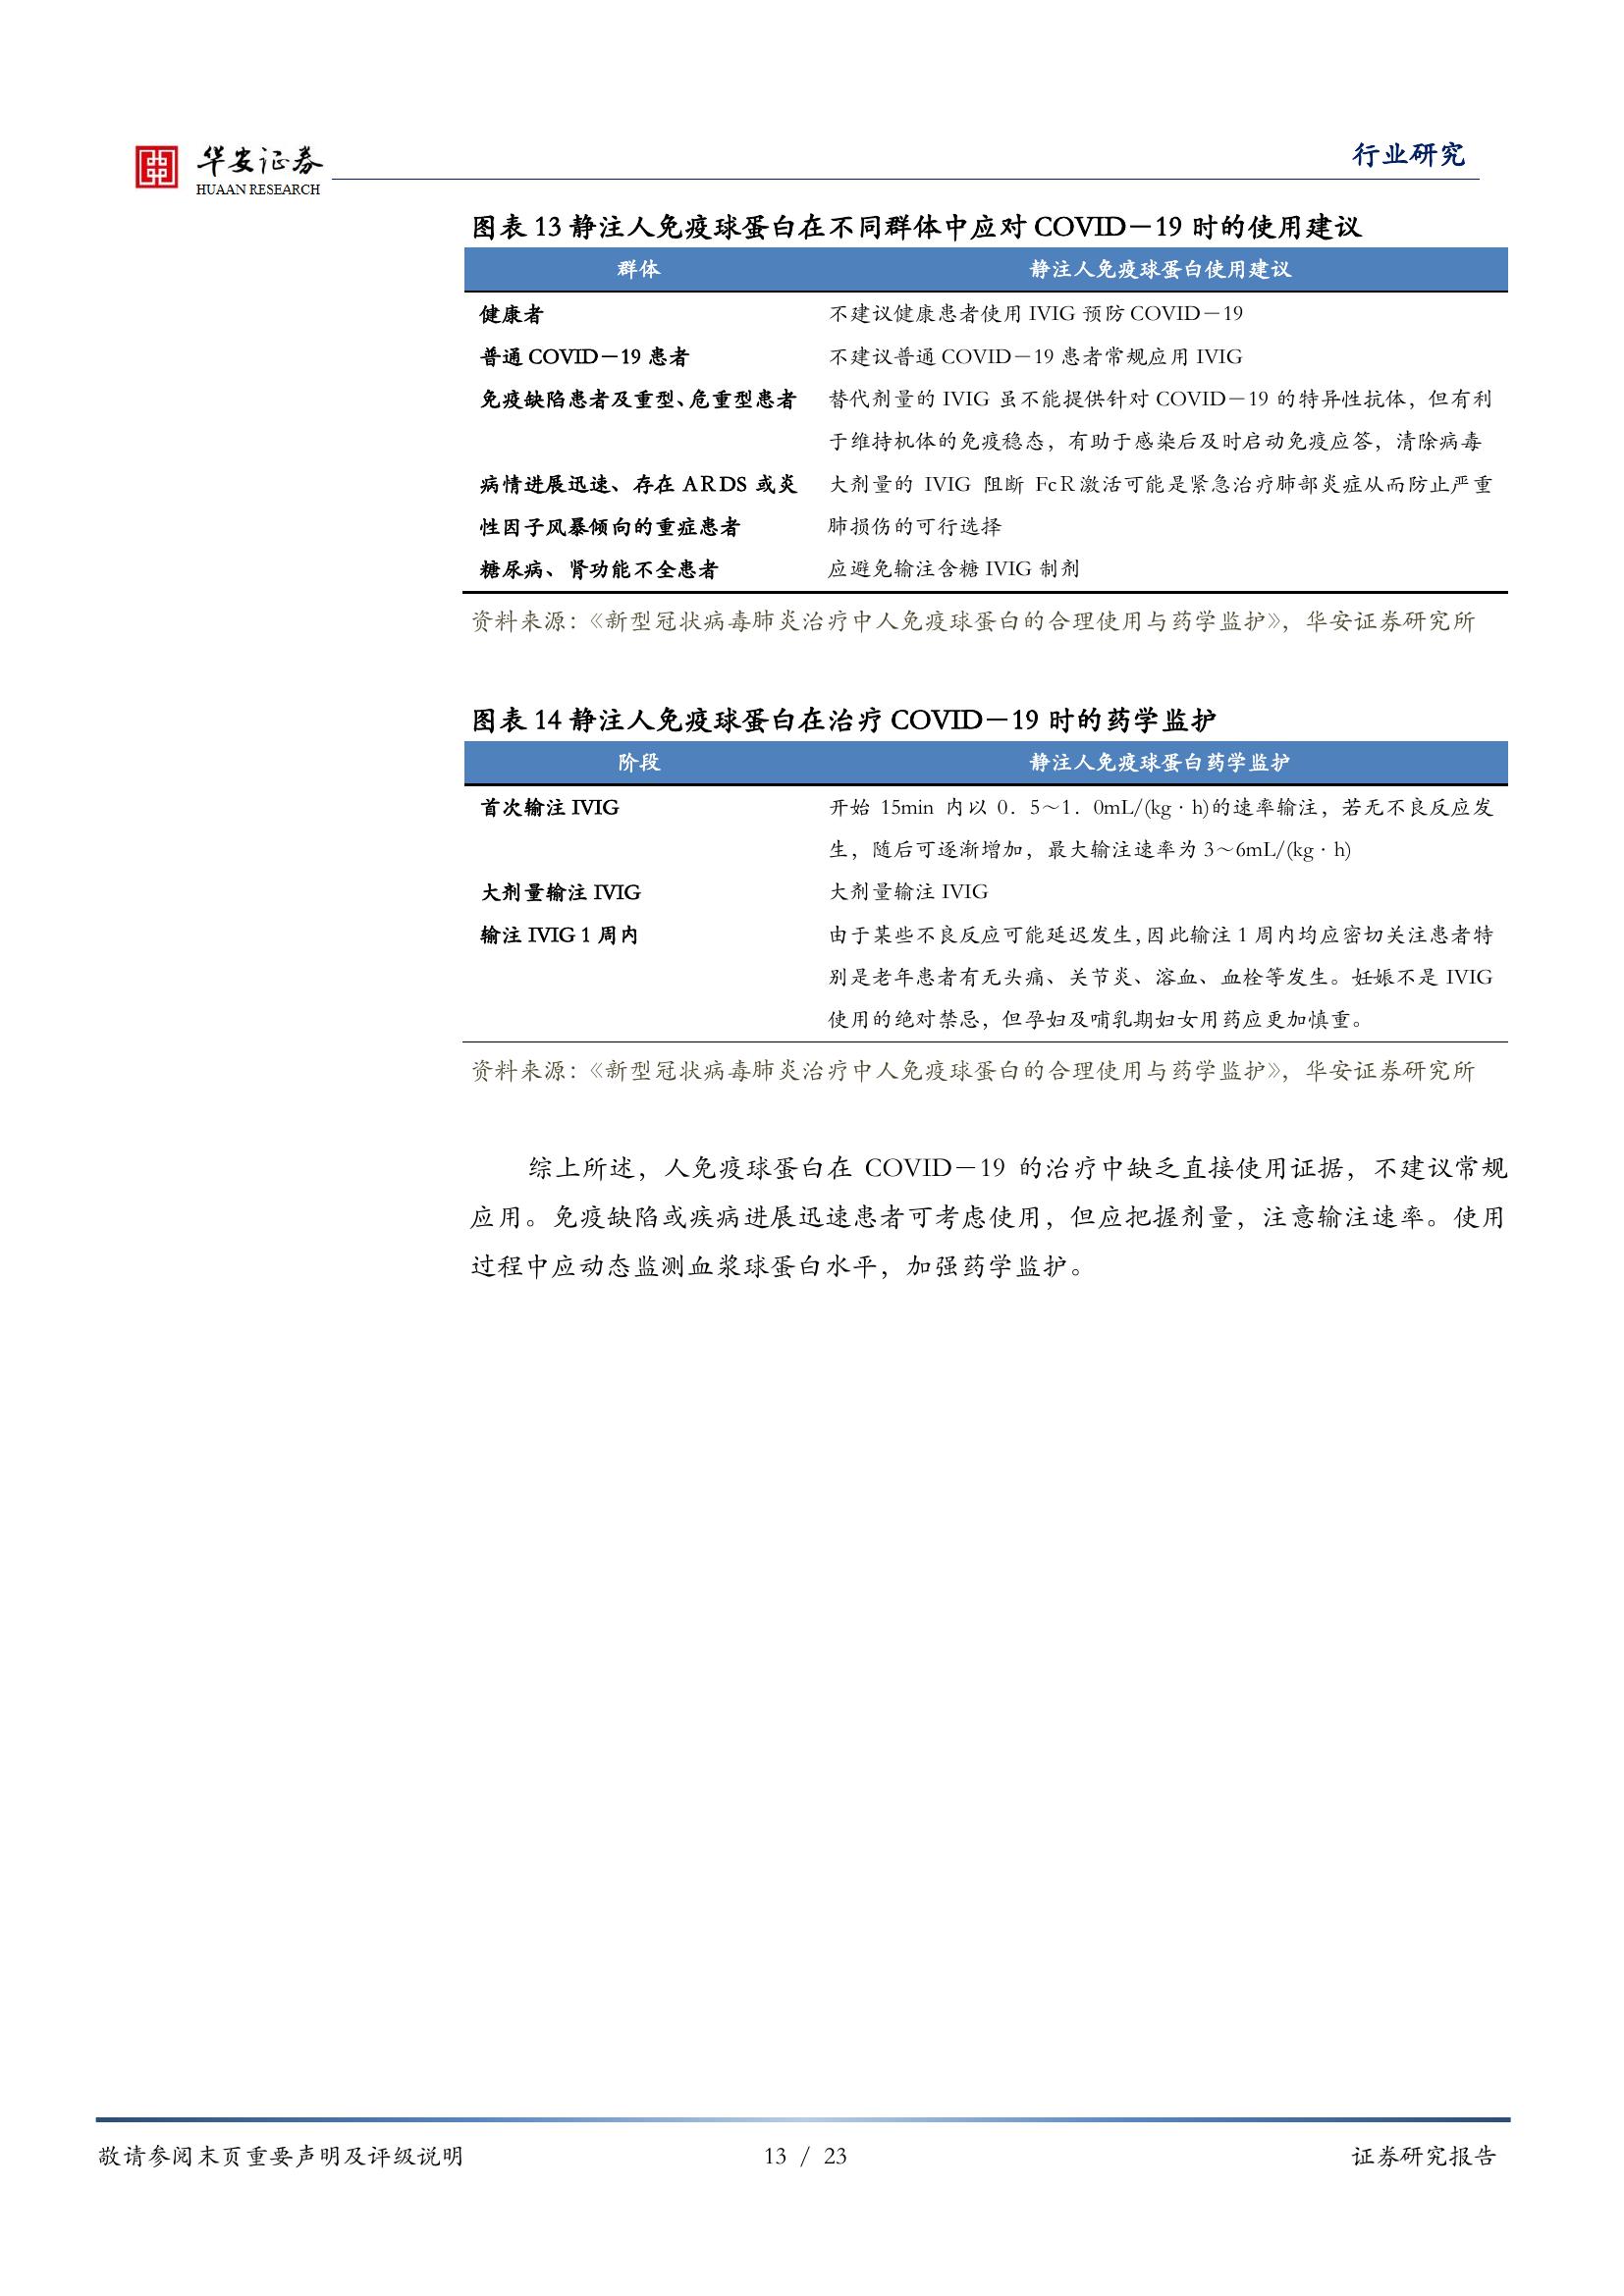 华安证券
HUAAN RESEARCH
行业研究
图表 13 静注人免疫球蛋白在不同群体中应对 COVID－19 时的使用建议
群体 静注人免疫球蛋白使用建议
健康者 不建议健康患者使用 IVIG 预防 COVID－19
普通 COVID－19 患者 不建议普通 COVID－19 患者常规应用 IVIG
免疫缺陷患者及重型、危重型患者 替代剂量的 IVIG 虽不能提供针对 COVID－19 的特异性抗体，但有利
于维持机体的免疫稳态，有助于感染后及时启动免疫应答，清除病毒
病情进展迅速、存在 ARDS 或炎 大剂量的 IVIG 阻断 FcR激活可能是紧急治疗肺部炎症从而防止严重
性因子风暴倾向的重症患者 肺损伤的可行选择
糖尿病、肾功能不全患者 应避免输注含糖 IVIG 制剂
资料来源：《新型冠状病毒肺炎治疗中人免疫球蛋白的合理使用与药学监护》，华安证券研究所
图表 14 静注人免疫球蛋白在治疗 COVID－19 时的药学监护
阶段 静注人免疫球蛋白药学监护
首次输注 IVIG 开始 15min 内以 0．5～1．0mL/(kg · h)的速率输注，若无不良反应发
生，随后可逐渐增加，最大输注速率为 3～6mL/(kg · h)
大剂量输注 IVIG 大剂量输注 IVIG
输注 IVIG 1 周内 由于某些不良反应可能延迟发生,因此输注 1 周内均应密切关注患者特
别是老年患者有无头痛、关节炎、溶血、血栓等发生。妊娠不是 IVIG
使用的绝对禁忌，但孕妇及哺乳期妇女用药应更加慎重。
资料来源：《新型冠状病毒肺炎治疗中人免疫球蛋白的合理使用与药学监护》，华安证券研究所
综上所述，人免疫球蛋白在 COVID－19 的治疗中缺乏直接使用证据，不建议常规
应用。免疫缺陷或疾病进展迅速患者可考虑使用，但应把握剂量，注意输注速率。使用
过程中应动态监测血浆球蛋白水平，加强药学监护。
敬请参阅末页重要声明及评级说明 13 / 23 证券研究报告